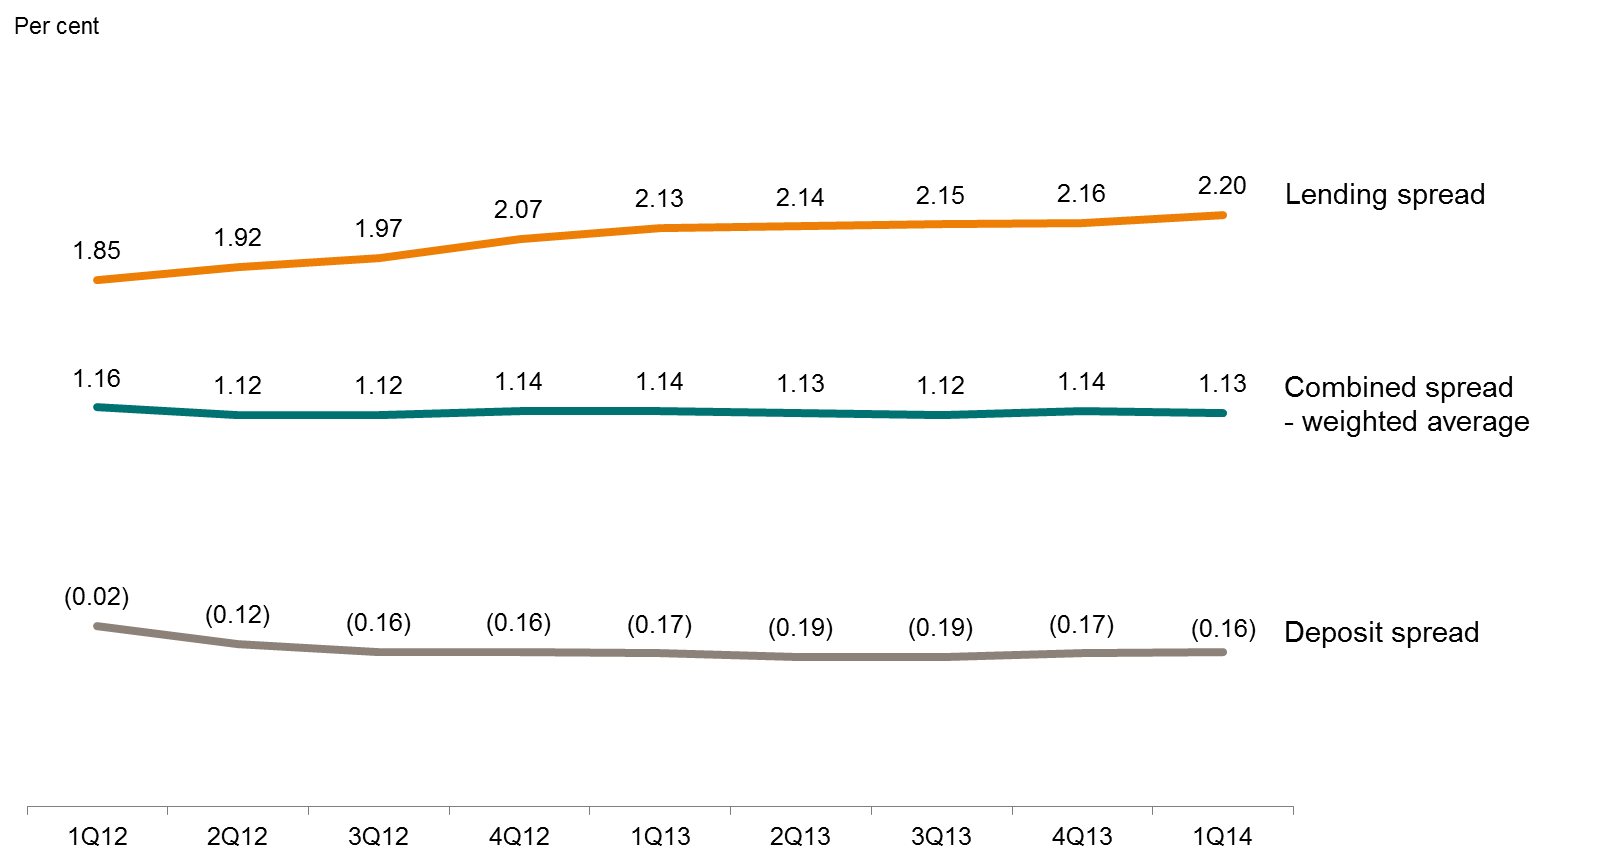 Per cent
1.85 1.92 1.97 2.07 2.13 2.14 2.15 2.16 2.20 Lending spread
1.16 1.12 1.12 1.14 1.14 1.13 1.12 1.14 1.13 Combined spread
- weighted average
(0.02) (0.12) (0.16) (0.16) (0.17) (0.19) (0.19) (0.17) (0.16) Deposit spread
1Q12 2Q12 3Q12 4Q12 1Q13 2Q13 3Q13 4Q13 1Q14